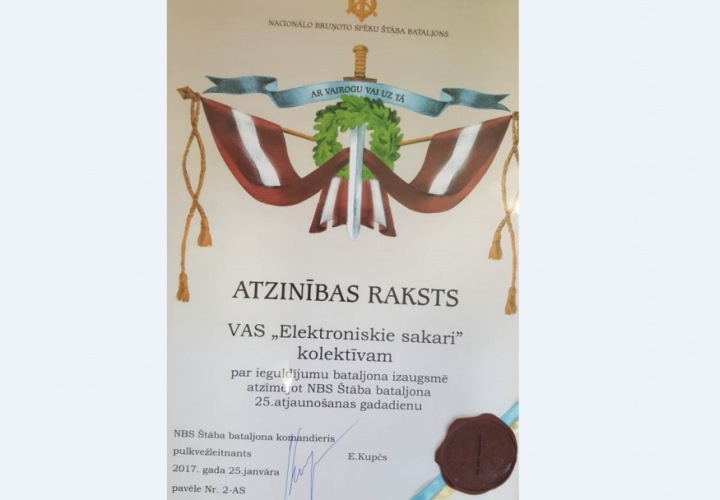 NACIONĀLO BRUŅOTO SPĒKU ŠTĀBA BATALJONS
AR VAIROGU VAI UZ TĀ
ATZINĪBAS RAKSTS
VAS „Elektroniskie sakari”
kolektīvam
par ieguldījumu bataljona izaugsmē
atzīmējot NBS Štāba bataljona
25.atjaunošanas gadadienu
NBS Štāba bataljona komandieris
pulkvežleitnants E.Kupčs
2017. gada 25.janvāra
pavēle Nr. 2-AS